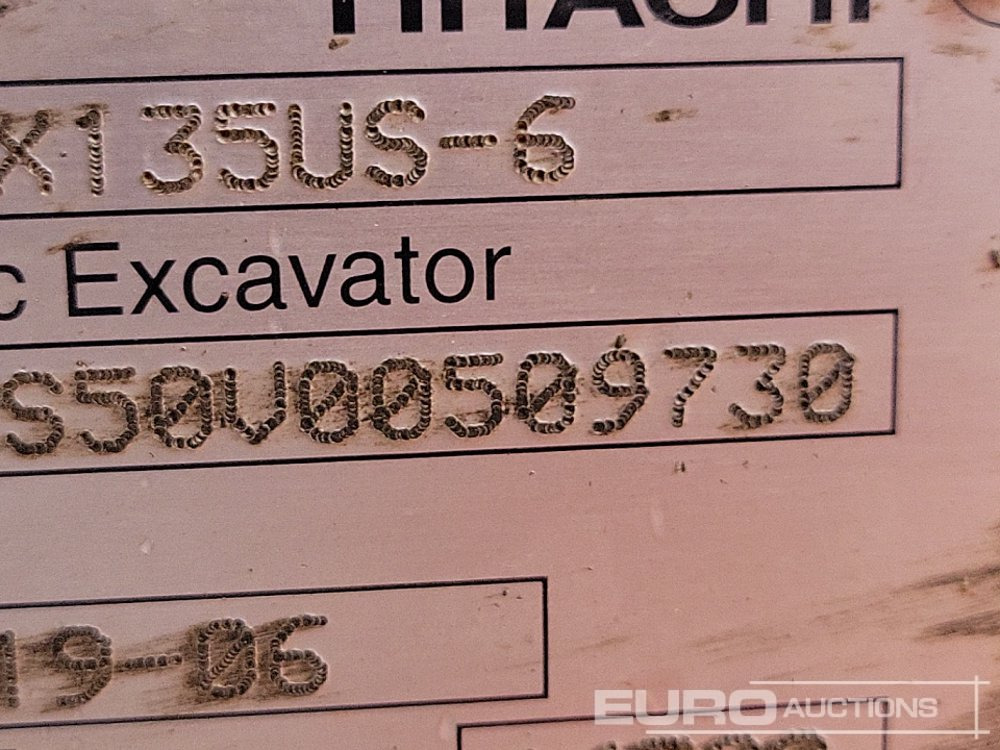 HITACHI
X135US-6
c Excavator
S50V00509730
19-06
EURO AUCTIONS